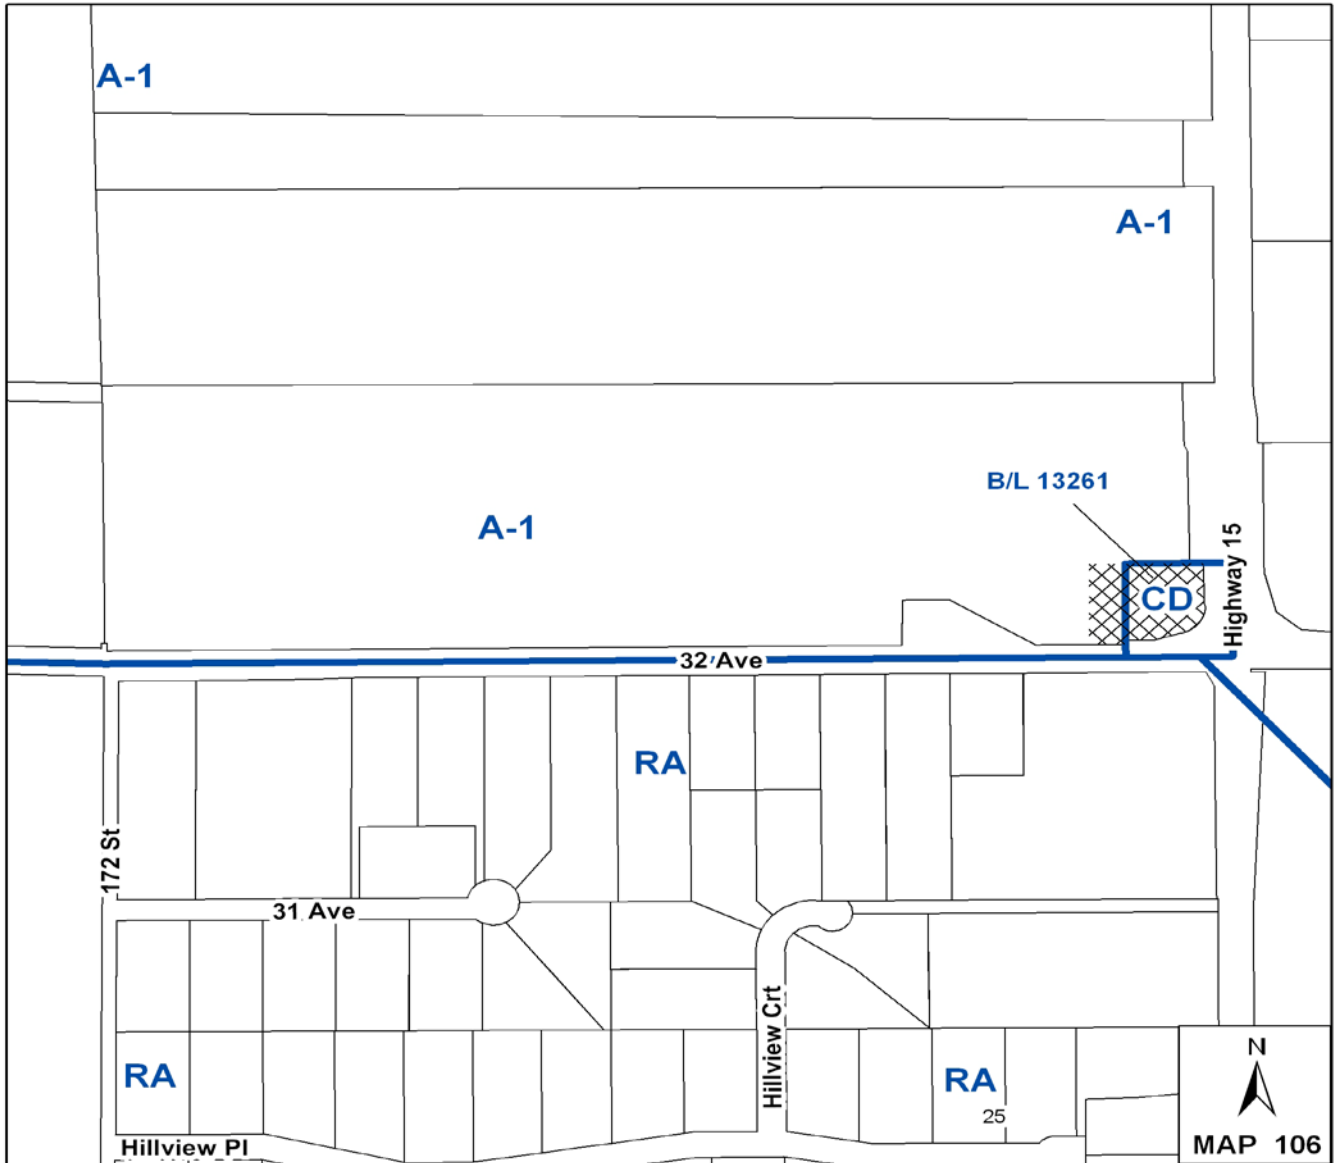 A-1
A-1
B/L 13261
A-1
Highway 15
CD
32 Ave
RA
172 St
31 Ave
Hillview Crt
RA
RA
25
N
Hillview Pl
MAP 106